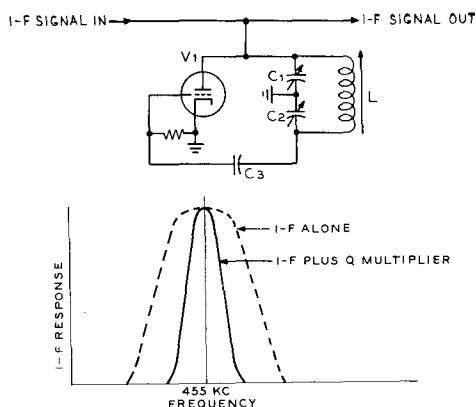 I-F SIGNAL IN
I-F SIGNAL OUT
V1
C1
C2
L
C3
I-F ALONE
I-F PLUS Q MULTIPLIER
I-F RESPONSE
455 KC
FREQUENCY